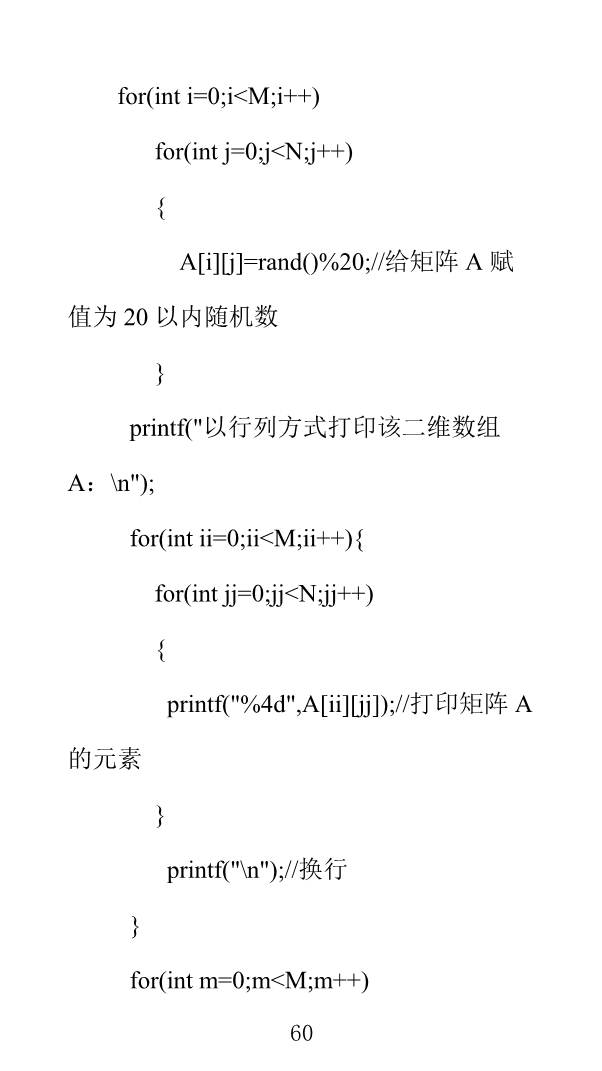 for(int i=0;i<M;i++)
for(int j=0;j<N;j++)
{
A[i][j]=rand()%20;//给矩阵 A 赋
值为 20 以内随机数
}
printf("以行列方式打印该二维数组
A：\n");
for(int ii=0;ii<M;ii++){
for(int jj=0;jj<N;jj++)
{
printf("%4d",A[ii][jj]);//打印矩阵 A
的元素
}
printf("\n");//换行
}
for(int m=0;m<M;m++)
60